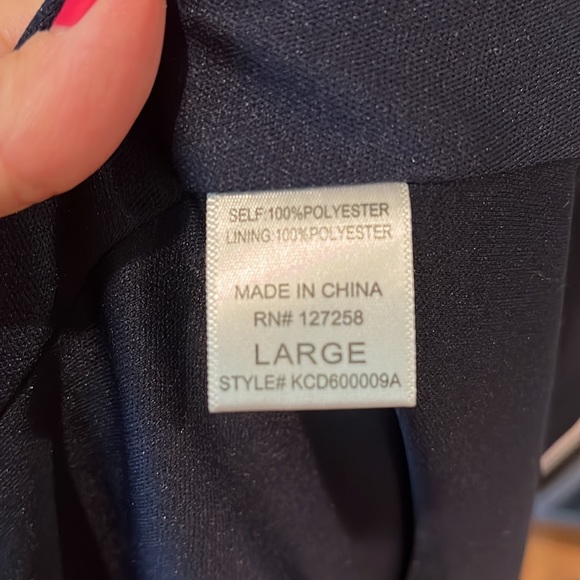 SELF:100%POLYESTER
LINING:100%POLYESTER
MADE IN CHINA
RN# 127258
LARGE
STYLE# KCD600009A